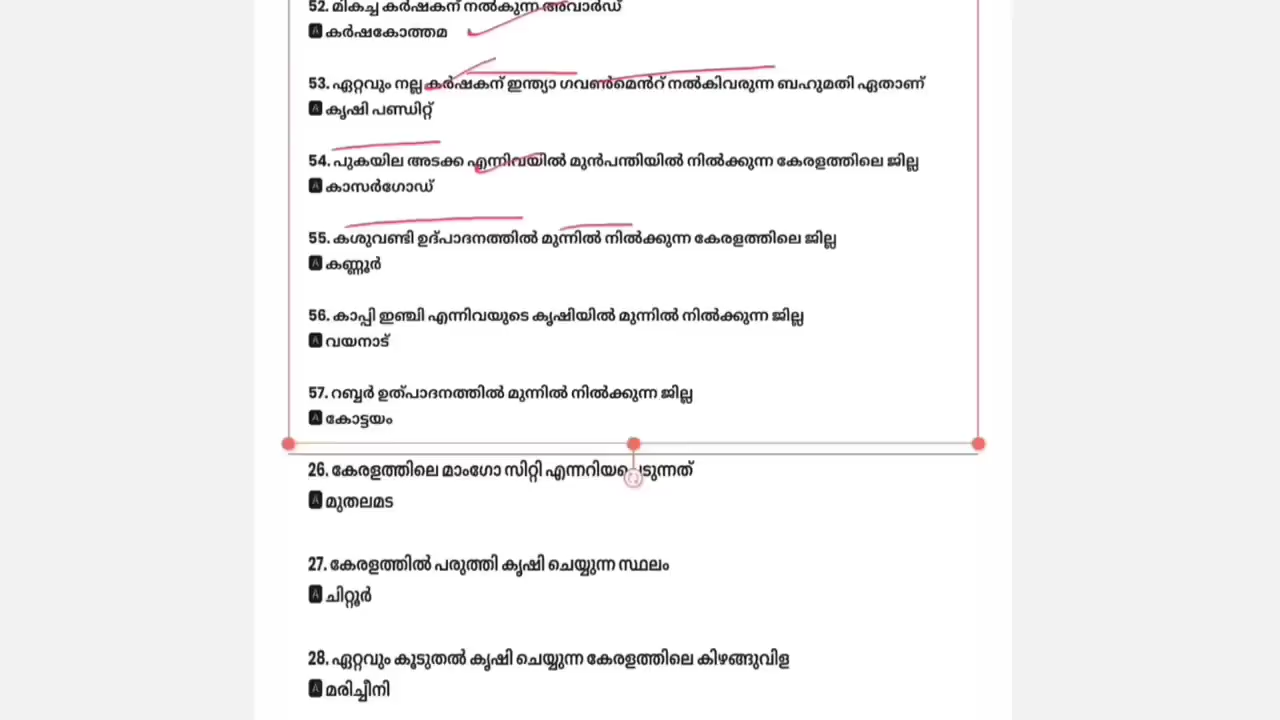 52. മികച്ച കർഷകന് നൽകുന്ന അവാർഡ്
🅰 കർഷകോത്തമ
53. ഏറ്റവും നല്ല കർഷകന് ഇന്ത്യാ ഗവൺമെൻറ് നൽകിവരുന്ന ബഹുമതി ഏതാണ്
🅰 കൃഷി പണ്ഡിറ്റ്
54. പുകയില അടക്ക എന്നിവയിൽ മുൻപന്തിയിൽ നിൽക്കുന്ന കേരളത്തിലെ ജില്ല
🅰 കാസർഗോഡ്
55. കശുവണ്ടി ഉദ്പാദനത്തിൽ മുന്നിൽ നിൽക്കുന്ന കേരളത്തിലെ ജില്ല
🅰 കണ്ണൂർ
56. കാപ്പി ഇഞ്ചി എന്നിവയുടെ കൃഷിയിൽ മുന്നിൽ നിൽക്കുന്ന ജില്ല
🅰 വയനാട്
57. റബ്ബർ ഉത്പാദനത്തിൽ മുന്നിൽ നിൽക്കുന്ന ജില്ല
🅰 കോട്ടയം
26. കേരളത്തിലെ മാംഗോ സിറ്റി എന്നറിയപ്പെടുന്നത്
🅰 മുതലമട
27. കേരളത്തിൽ പരുത്തി കൃഷി ചെയ്യുന്ന സ്ഥലം
🅰 ചിറ്റൂർ
28. ഏറ്റവും കൂടുതൽ കൃഷി ചെയ്യുന്ന കേരളത്തിലെ കിഴങ്ങുവിള
🅰 മരിച്ചീനി